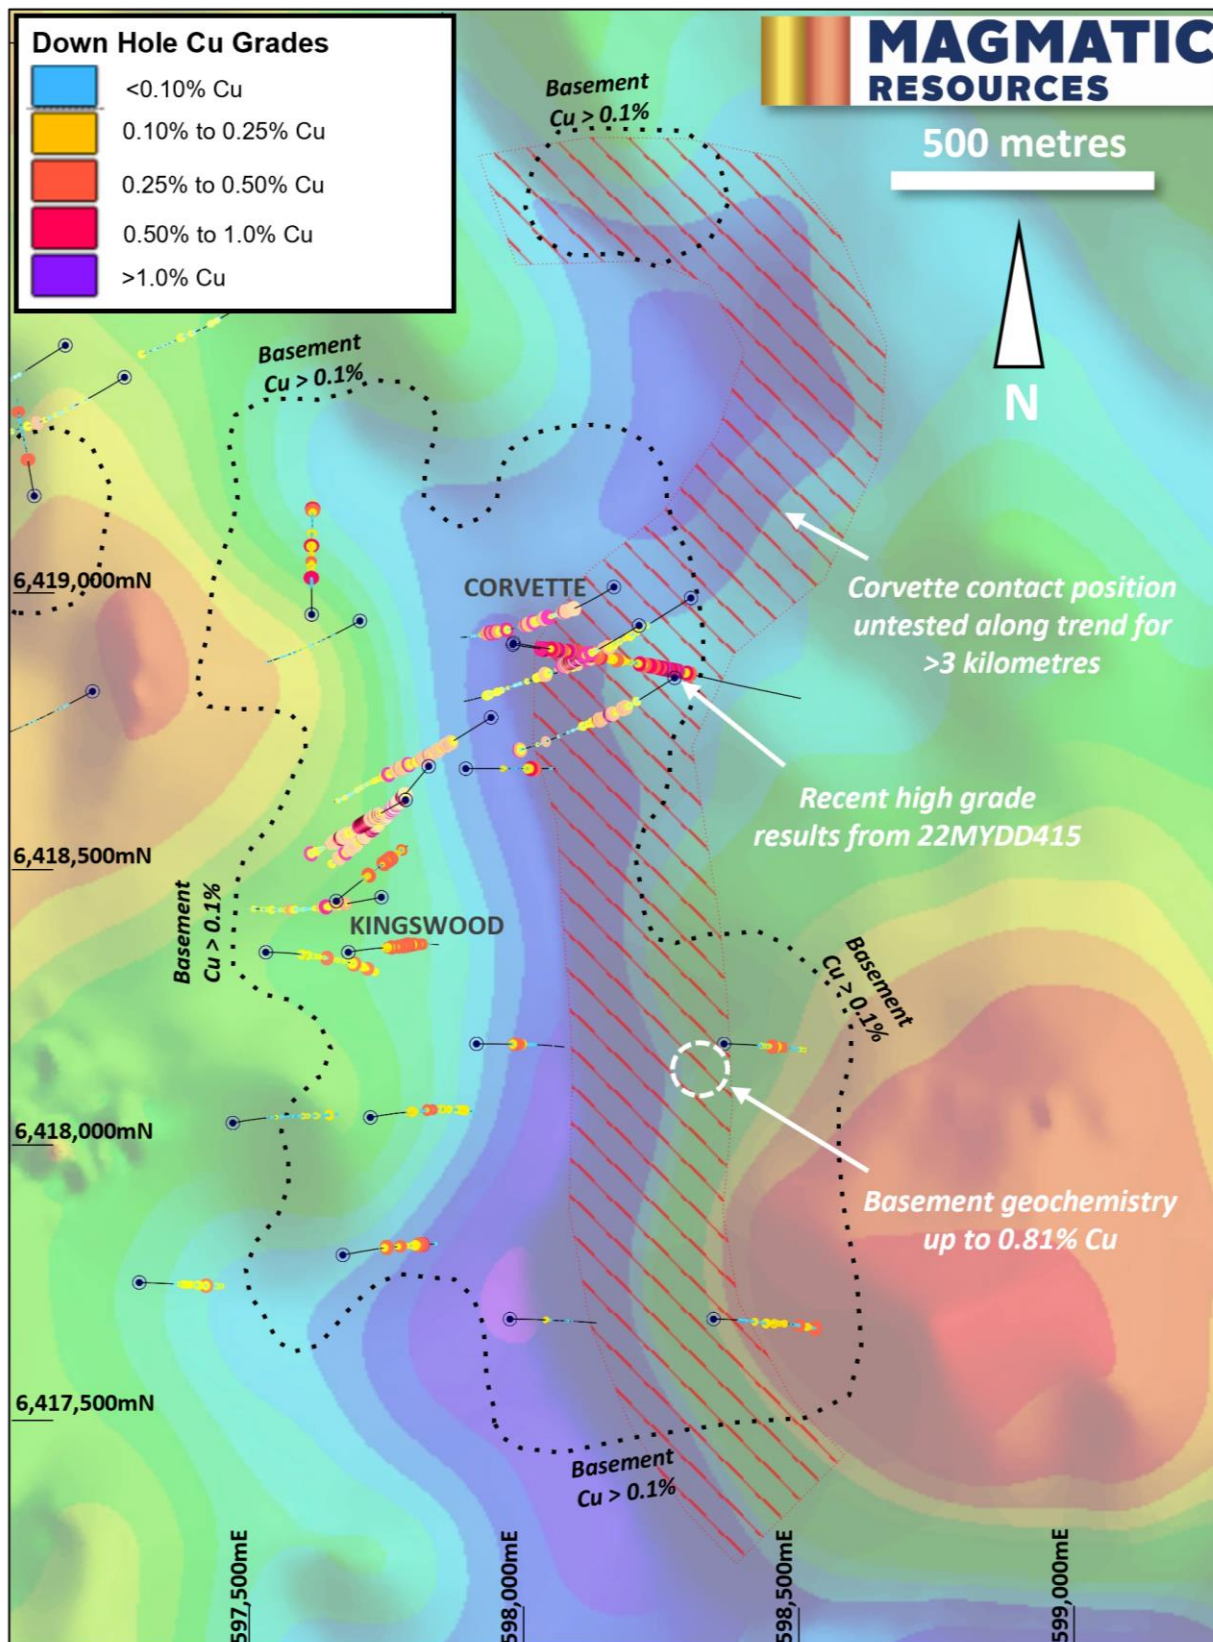 Down Hole Cu Grades
<0.10% Cu
0.10% to 0.25% Cu
0.25% to 0.50% Cu
0.50% to 1.0% Cu
>1.0% Cu
MAGMATIC
RESOURCES
500 metres
N
Basement
Cu > 0.1%
Basement
Cu > 0.1%
6,419,000mN
CORVETTE
Corvette contact position
untested along trend for
>3 kilometres
Recent high grade
results from 22MYDD415
6,418,500mN
KINGSWOOD
Basement
Cu > 0.1%
Basement
Cu > 0.1%
6,418,000mN
Basement geochemistry
up to 0.81% Cu
6,417,500mN
Basement
Cu > 0.1%
597,500mE
598,000mE
598,500mE
599,000mE